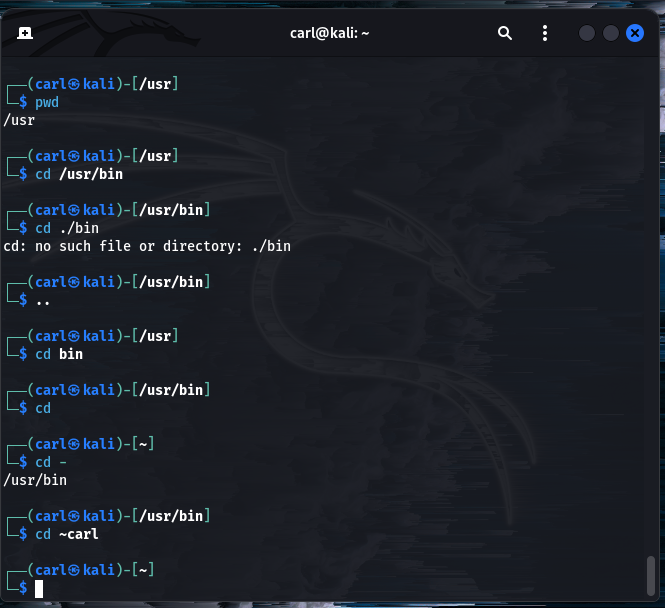 carl@kali: ~
┌──(carl㉿kali)-[/usr]
└─$ pwd
/usr
┌──(carl㉿kali)-[/usr]
└─$ cd /usr/bin
┌──(carl㉿kali)-[/usr/bin]
└─$ cd ./bin
cd: no such file or directory: ./bin
┌──(carl㉿kali)-[/usr/bin]
└─$ ..
┌──(carl㉿kali)-[/usr]
└─$ cd bin
┌──(carl㉿kali)-[/usr/bin]
└─$ cd
┌──(carl㉿kali)-[~]
└─$ cd -
/usr/bin
┌──(carl㉿kali)-[/usr/bin]
└─$ cd ~carl
┌──(carl㉿kali)-[~]
└─$